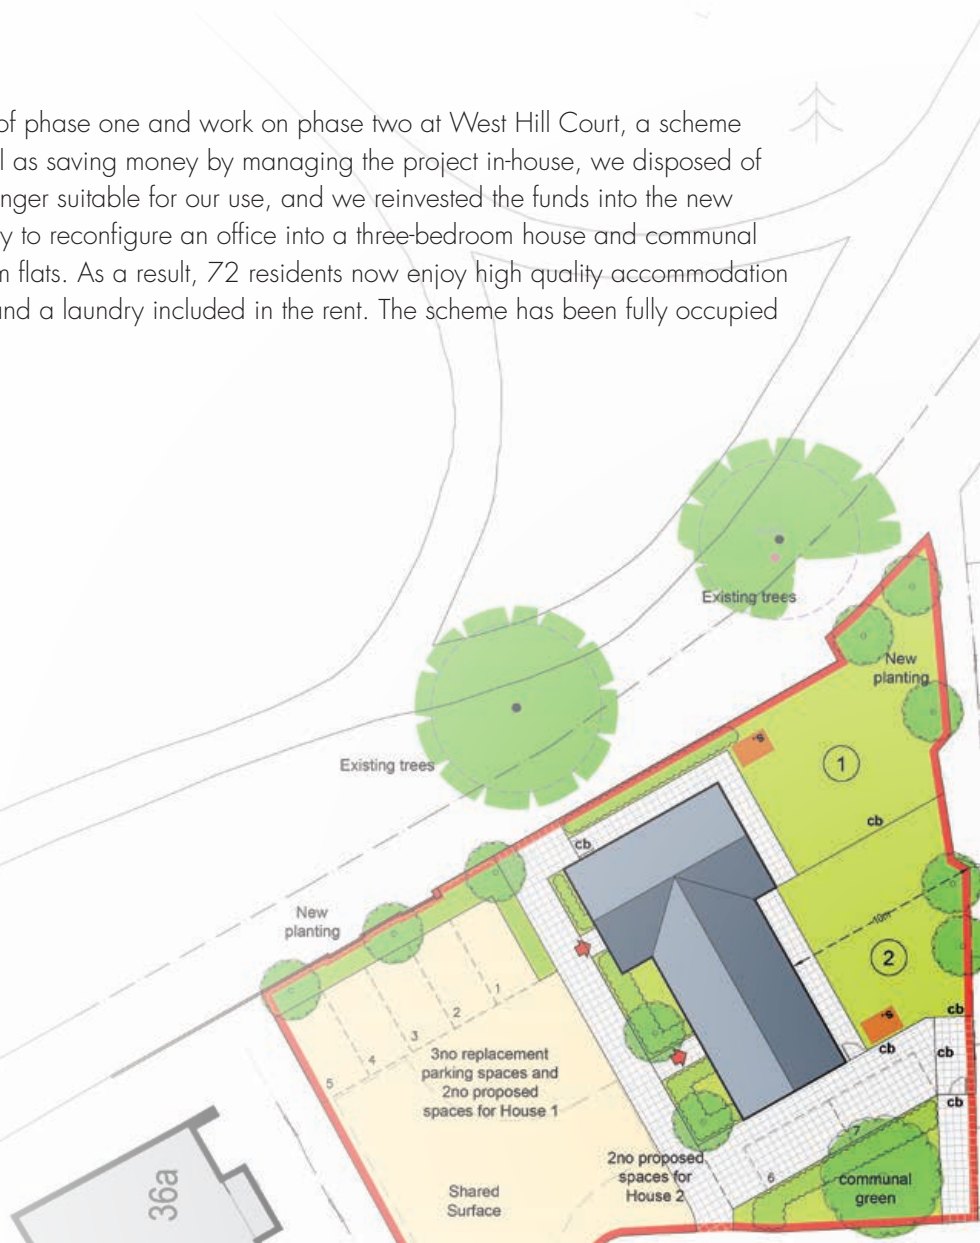 of phase one and work on phase two at West Hill Court, a scheme
as saving money by managing the project in-house, we disposed of
nger suitable for our use, and we reinvested the funds into the new
y to reconfigure an office into a three-bedroom house and communal
flats. As a result, 72 residents now enjoy high quality accommodation
and a laundry included in the rent. The scheme has been fully occupied
Existing trees
New
planting
1
Existing trees
cb
cb
10m
New
planting
2
1
2
3
4
5
3no replacement
parking spaces and
2no proposed
spaces for House 1
cb
cb
cb
cb
7
6
2no proposed
spaces for
House 2
communal
green
36a
Shared
Surface